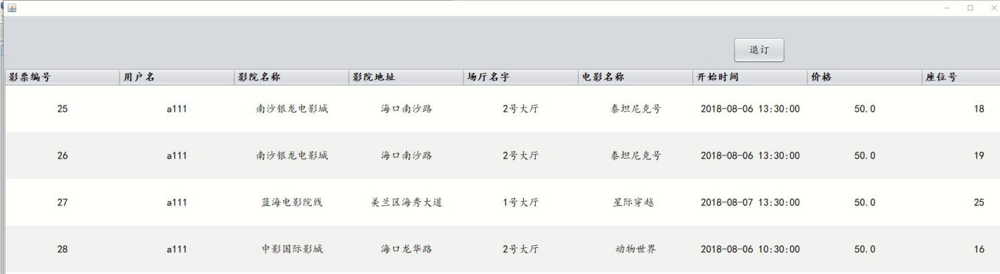 退订
影票编号 用户名 影院名称 影院地址 场厅名字 电影名称 开始时间 价格 座位号
25 a111 南沙银龙电影城 海口南沙路 2号大厅 泰坦尼克号 2018-08-06 13:30:00 50.0 18
26 a111 南沙银龙电影城 海口南沙路 2号大厅 泰坦尼克号 2018-08-06 13:30:00 50.0 19
27 a111 蓝海电影院线 美兰区海秀大道 1号大厅 星际穿越 2018-08-07 13:30:00 50.0 25
28 a111 中影国际影城 海口龙华路 2号大厅 动物世界 2018-08-06 10:30:00 50.0 16